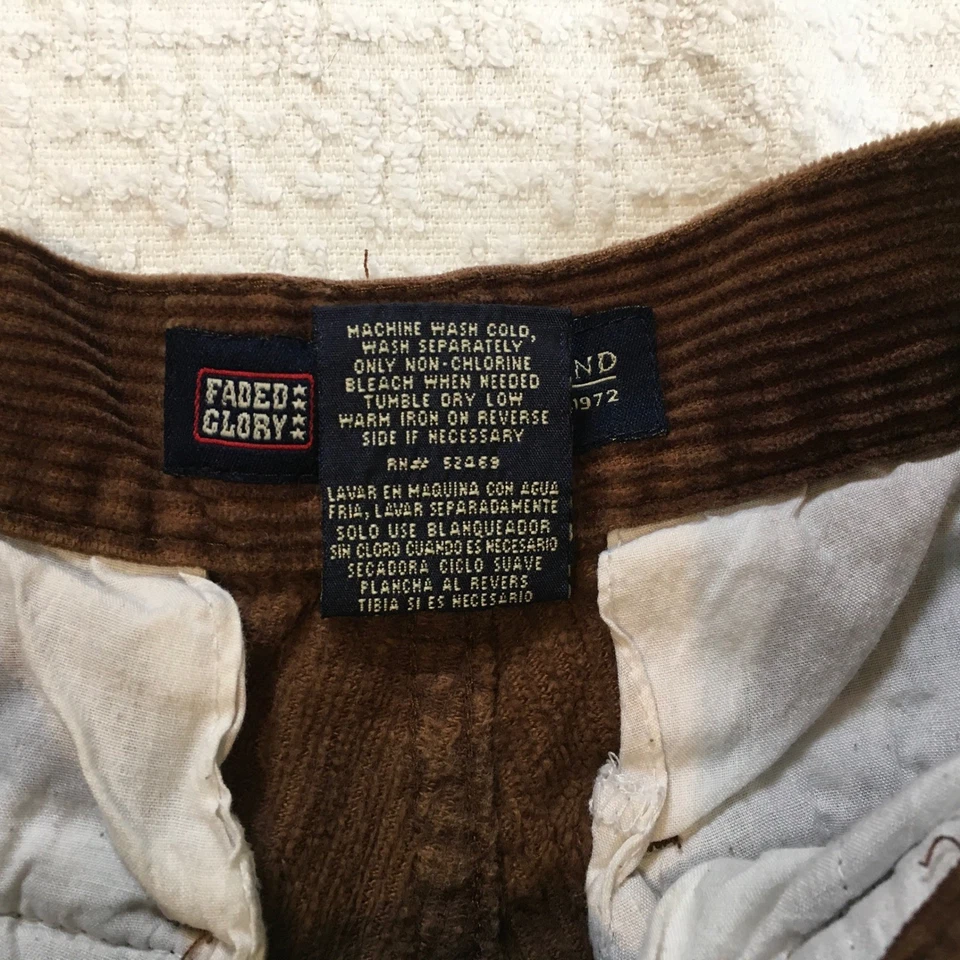 FADED
GLORY
MACHINE WASH COLD,
WASH SEPARATELY
ONLY NON-CHLORINE
BLEACH WHEN NEEDED
TUMBLE DRY LOW
WARM IRON ON REVERSE
SIDE IF NECESSARY
RN# 52469
LAVAR EN MAQUINA CON AGUA
FRIA, LAVAR SEPARADAMENTE
SOLO USE BLANQUEADOR
SIN CLORO CUANDO ES NECESARIO
SECADORA CICLO SUAVE
PLANCHA AL REVERS
TIBIA SI ES NECESARIO
ND
1972